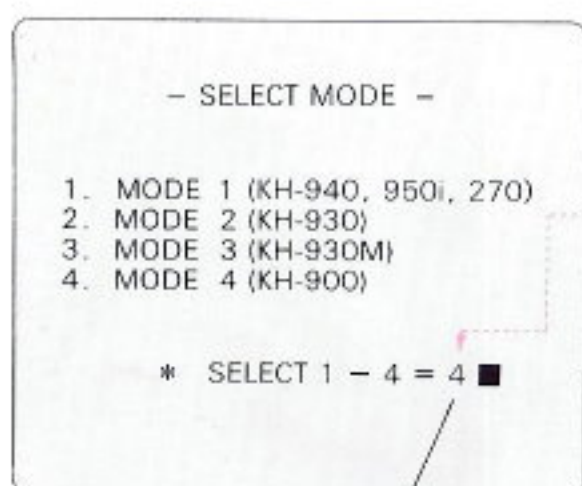 – SELECT MODE –
1. MODE 1 (KH-940, 950i, 270)
2. MODE 2 (KH-930)
3. MODE 3 (KH-930M)
4. MODE 4 (KH-900)
* SELECT 1 – 4 = 4 ■